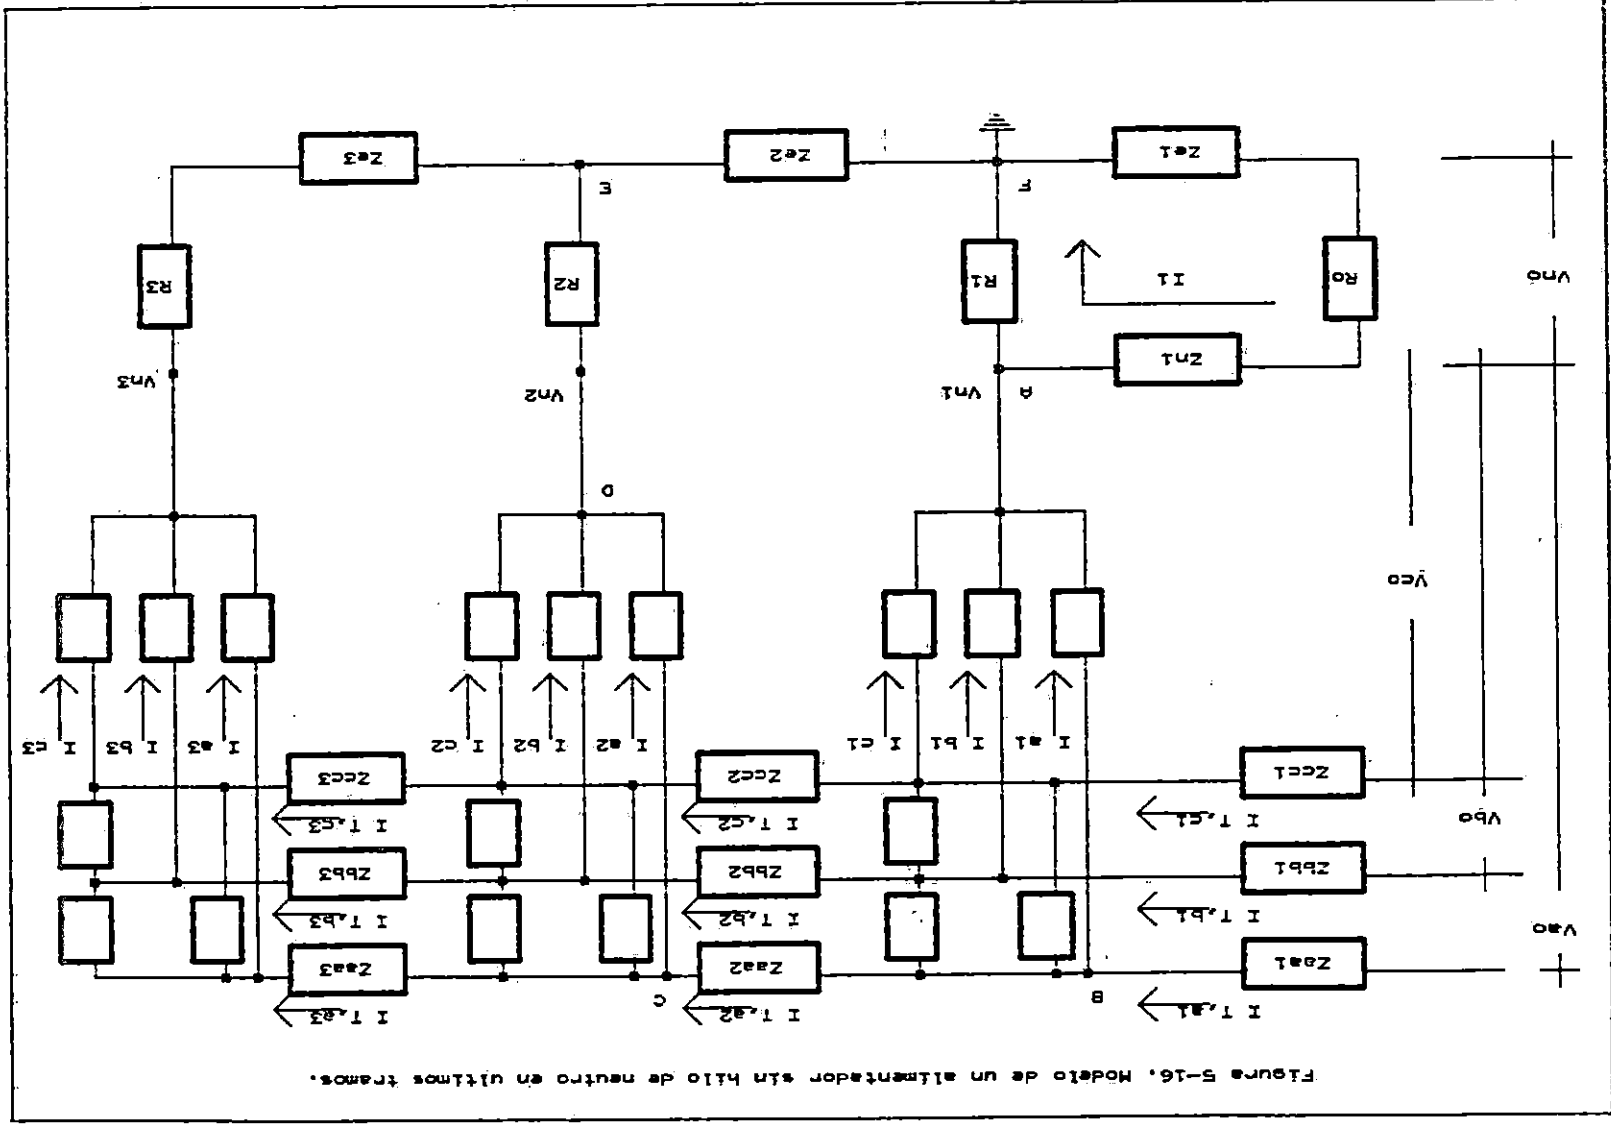 Figura 5-16. Modelo de un alimentador sin hilo de neutro en ultimos tramos.
I T,a1
I T,a2
I T,a3
Vao
Zaa1
B
Zaa2
C
Zaa3
I T,b1
I T,b2
I T,b3
Zbb1
Zbb2
Zbb3
Vbo
I T,c1
I T,c2
I T,c3
Zcc1
Zcc2
Zcc3
I a1
I b1
I c1
I a2
I b2
I c2
I a3
I b3
I c3
Vco
D
A
Vn1
Vn2
Vn3
Zn1
Vno
R0
I1
R1
R2
R3
F
E
Ze1
Ze2
Ze3